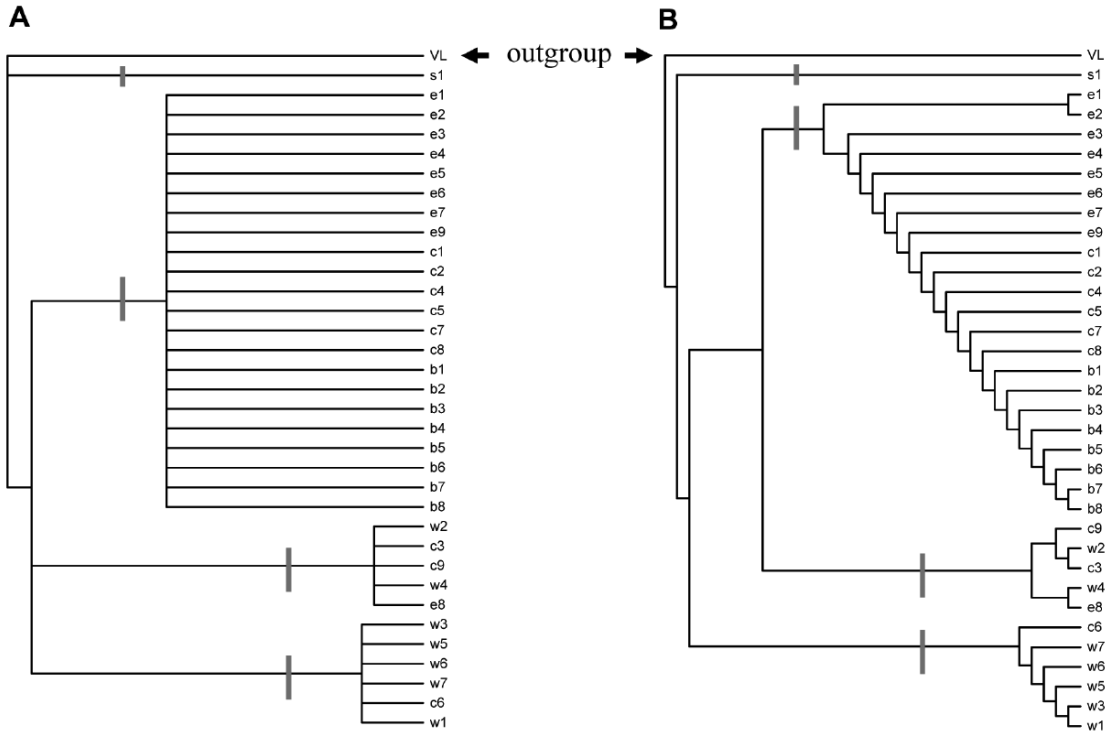 A
B
outgroup
VL
s1
e1
e2
e3
e4
e5
e6
e7
e9
c1
c2
c4
c5
c7
c8
b1
b2
b3
b4
b5
b6
b7
b8
w2
c3
c9
w4
e8
w3
w5
w6
w7
c6
w1
VL
s1
e1
e2
e3
e4
e5
e6
e7
e9
c1
c2
c4
c5
c7
c8
b1
b2
b3
b4
b5
b6
b7
b8
c9
w2
c3
w4
e8
c6
w7
w6
w5
w3
w1